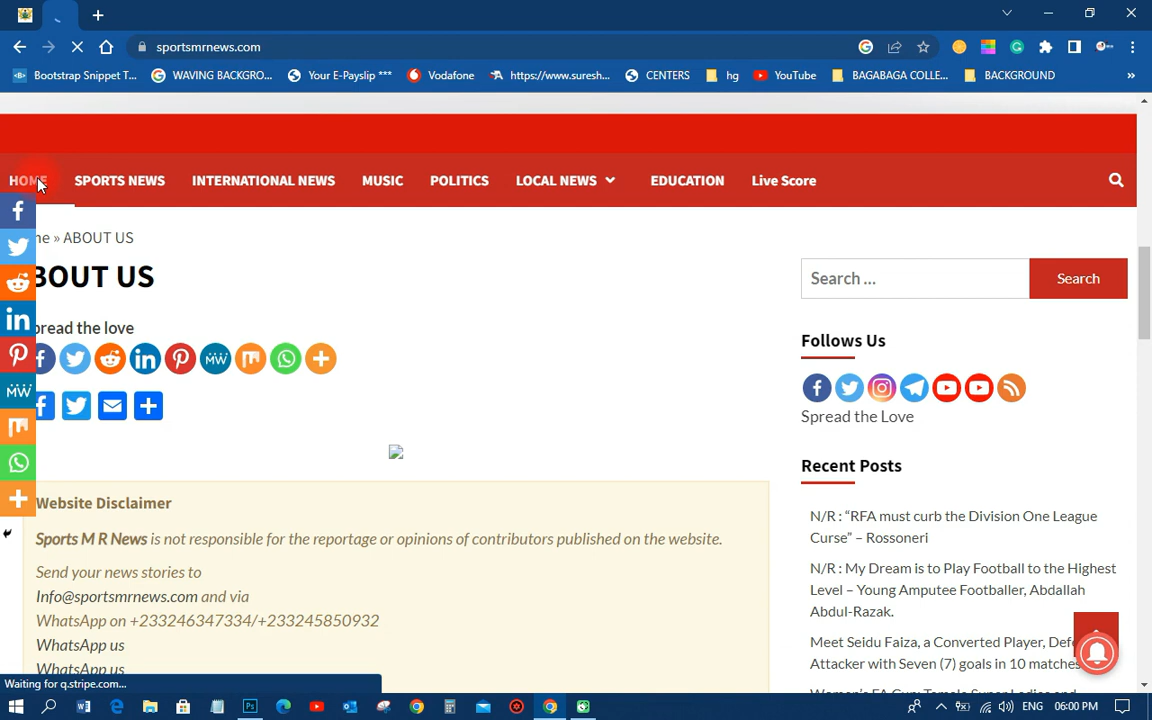 sportsmrnews.com
Bootstrap Snippet T...
WAVING BACKGRO...
Your E-Payslip ***
Vodafone
https://www.suresh...
CENTERS
hg
YouTube
BAGABAGA COLLE...
BACKGROUND
»
HOME
SPORTS NEWS
INTERNATIONAL NEWS
MUSIC
POLITICS
LOCAL NEWS
EDUCATION
Live Score
me » ABOUT US
BOUT US
pread the love
Search ...
Search
Follows Us
Spread the Love
Recent Posts
N/R : “RFA must curb the Division One League
Curse” – Rossoneri
N/R : My Dream is to Play Football to the Highest
Level – Young Amputee Footballer, Abdallah
Abdul-Razak.
Meet Seidu Faiza, a Converted Player, Defe
Attacker with Seven (7) goals in 10 matches
Website Disclaimer
Sports M R News is not responsible for the reportage or opinions of contributors published on the website.
Send your news stories to
Info@sportsmrnews.com and via
WhatsApp on +233246347334/+233245850932
WhatsApp us
WhatsApp us
Waiting for q.stripe.com...
ENG
06:00 PM